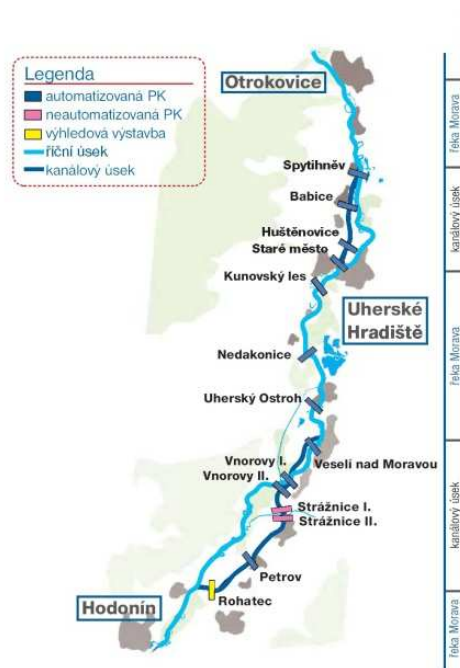 Legenda
automatizovaná PK
neautomatizovaná PK
výhledová výstavba
říční úsek
kanálový úsek
Otrokovice
Spytihněv
Babice
Huštěnovice
Staré město
Kunovský les
Uherské
Hradiště
Nedakonice
Uherský Ostroh
Vnorovy I.
Vnorovy II.
Veselí nad Moravou
Strážnice I.
Strážnice II.
Petrov
Rohatec
Hodonín
řeka Morava
kanálový úsek
řeka Morava
kanálový úsek
řeka Morava